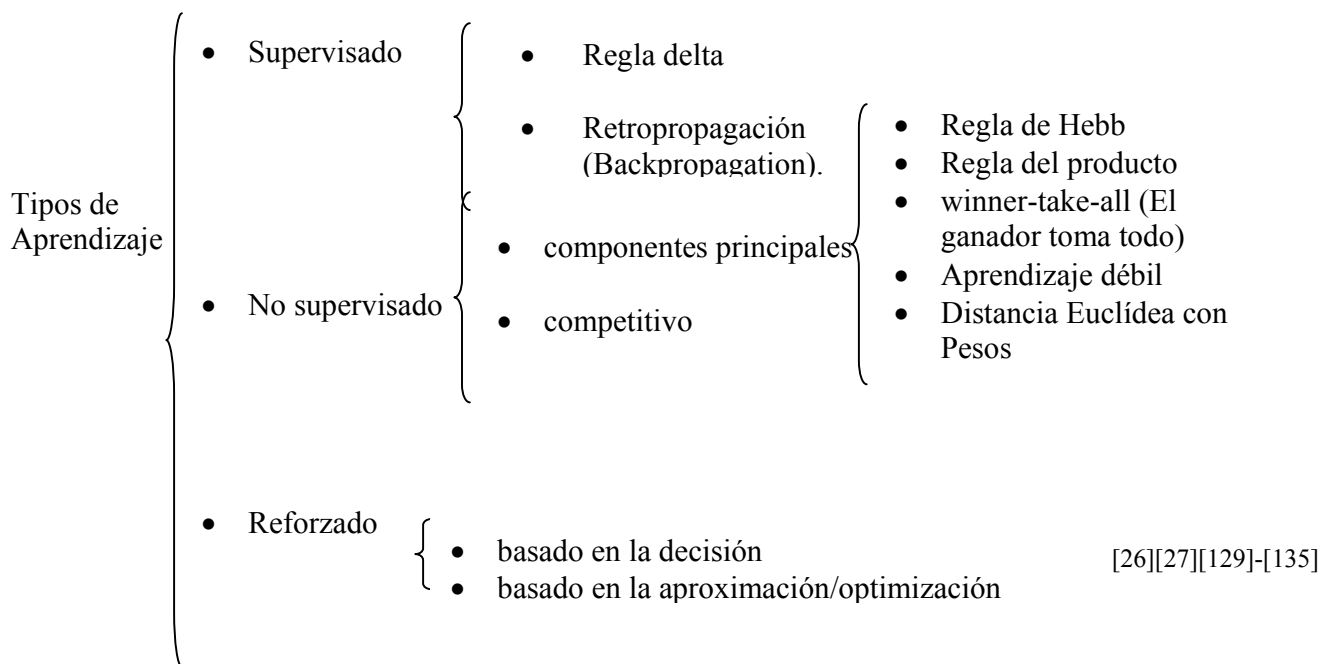 Tipos de
Aprendizaje
• Supervisado
• Regla delta
• Retropropagación
(Backpropagation).
• No supervisado
• componentes principales
• competitivo
• Regla de Hebb
• Regla del producto
• winner-take-all (El
ganador toma todo)
• Aprendizaje débil
• Distancia Euclídea con
Pesos
• Reforzado
• basado en la decisión
• basado en la aproximación/optimización
[26][27][129]-[135]